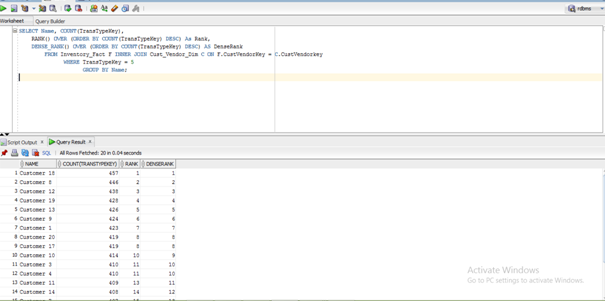 rdbms
Worksheet Query Builder
SELECT Name, COUNT(TransTypeKey),
RANK() OVER (ORDER BY COUNT(TransTypeKey) DESC) As Rank,
DENSE_RANK() OVER (ORDER BY COUNT(TransTypeKey) DESC) AS DenseRank
FROM Inventory_Fact F INNER JOIN Cust_Vendor_Dim C ON F.CustVendorKey = C.CustVendorkey
WHERE TransTypeKey = 5
GROUP BY Name;
Script Output × Query Result ×
SQL | All Rows Fetched: 20 in 0.04 seconds
NAME COUNT(TRANSTYPEKEY) RANK DENSERANK
1 Customer 18 457 1 1
2 Customer 8 446 2 2
3 Customer 12 438 3 3
4 Customer 19 428 4 4
5 Customer 13 426 5 5
6 Customer 9 424 6 6
7 Customer 1 423 7 7
8 Customer 20 419 8 8
9 Customer 17 419 8 8
10 Customer 10 414 10 9
11 Customer 3 410 11 10
12 Customer 4 410 11 10
13 Customer 11 409 13 11
14 Customer 14 408 14 12
Activate Windows
Go to PC settings to activate Windows.